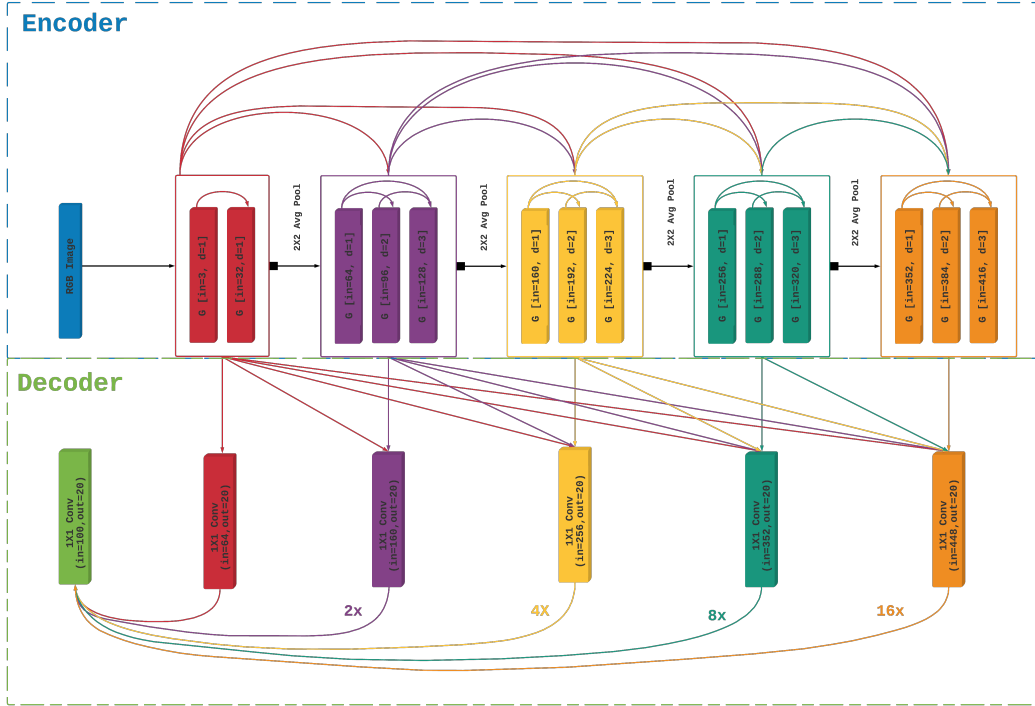 Encoder
RGB Image
G [in=3, d=1]
G [in=32,d=1]
2X2 Avg Pool
G [in=64, d=1]
G [in=96, d=2]
G [in=128, d=3]
2X2 Avg Pool
G [in=160, d=1]
G [in=192, d=2]
G [in=224, d=3]
2X2 Avg Pool
G [in=256, d=1]
G [in=288, d=2]
G [in=320, d=3]
2X2 Avg Pool
G [in=352, d=1]
G [in=384, d=2]
G [in=416, d=3]
Decoder
1X1 Conv
(in=100,out=20)
1X1 Conv
(in=64,out=20)
1X1 Conv
(in=160,out=20)
1X1 Conv
(in=256,out=20)
1X1 Conv
(in=352,out=20)
1X1 Conv
(in=448,out=20)
2x
4X
8x
16x